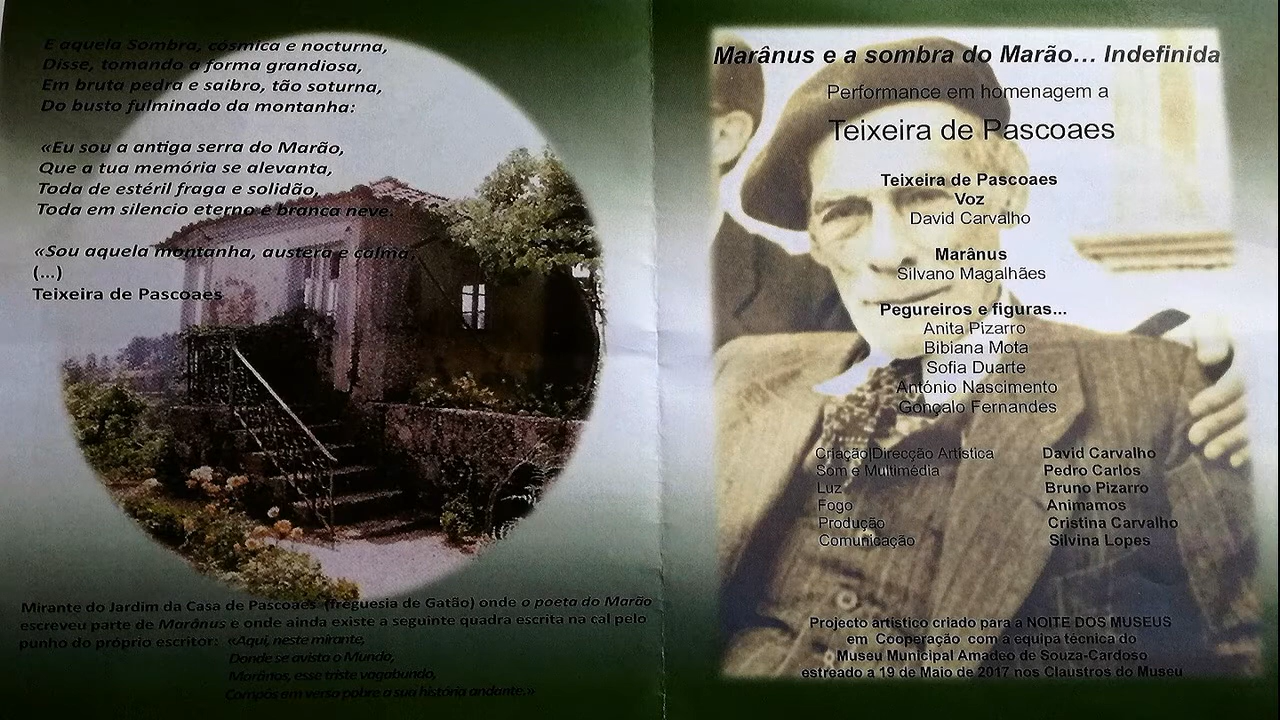 E aquela Sombra, cósmica e nocturna,
Disse, tomando a forma grandiosa,
Em bruta pedra e saibro, tão soturna,
Do busto fulminado da montanha:
«Eu sou a antiga serra do Marão,
Que a tua memória se alevanta,
Toda de estéril fraga e solidão,
Toda em silencio eterno e branca neve.
«Sou aquela montanha, austera e calma,
(...)
Teixeira de Pascoaes
Mirante do Jardim da Casa de Pascoaes (freguesia de Gatão) onde o poeta do Marão
escreveu parte de Marânus e onde ainda existe a seguinte quadra escrita na cal pelo
punho do próprio escritor: «Aqui, neste mirante,
Donde se avista o Mundo,
Marânos, esse triste vagabundo,
Compôs em verso pobre a sua história andante.»
Marânus e a sombra do Marão... Indefinida
Performance em homenagem a
Teixeira de Pascoaes
Teixeira de Pascoaes
Voz
David Carvalho
Marânus
Silvano Magalhães
Pegureiros e figuras...
Anita Pizarro
Bibiana Mota
Sofia Duarte
António Nascimento
Gonçalo Fernandes
Criação|Direcção Artística David Carvalho
Som e Multimédia Pedro Carlos
Luz Bruno Pizarro
Fogo Animamos
Produção Cristina Carvalho
Comunicação Silvina Lopes
Projecto artístico criado para a NOITE DOS MUSEUS
em Cooperação com a equipa técnica do
Museu Municipal Amadeo de Souza-Cardoso
estreado a 19 de Maio de 2017 nos Claustros do Museu